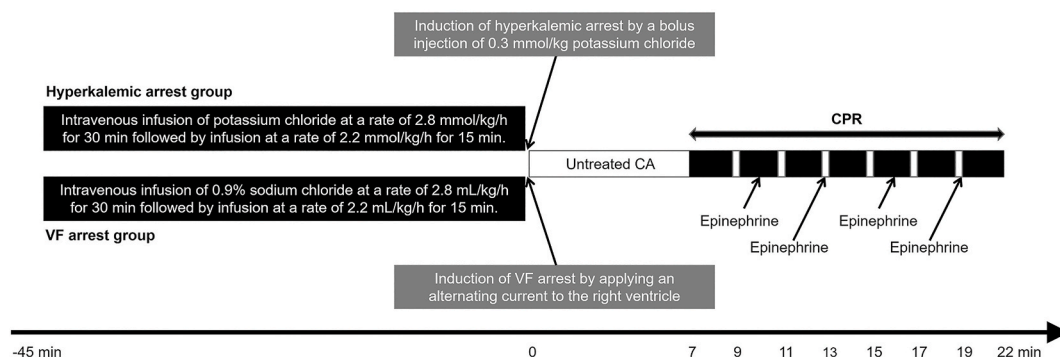 Induction of hyperkalemic arrest by a bolus
injection of 0.3 mmol/kg potassium chloride
Hyperkalemic arrest group
Intravenous infusion of potassium chloride at a rate of 2.8 mmol/kg/h
for 30 min followed by infusion at a rate of 2.2 mmol/kg/h for 15 min.
CPR
Untreated CA
Intravenous infusion of 0.9% sodium chloride at a rate of 2.8 mL/kg/h
for 30 min followed by infusion at a rate of 2.2 mL/kg/h for 15 min.
VF arrest group
Epinephrine
Epinephrine
Epinephrine
Epinephrine
Induction of VF arrest by applying an
alternating current to the right ventricle
-45 min 0 7 9 11 13 15 17 19 22 min